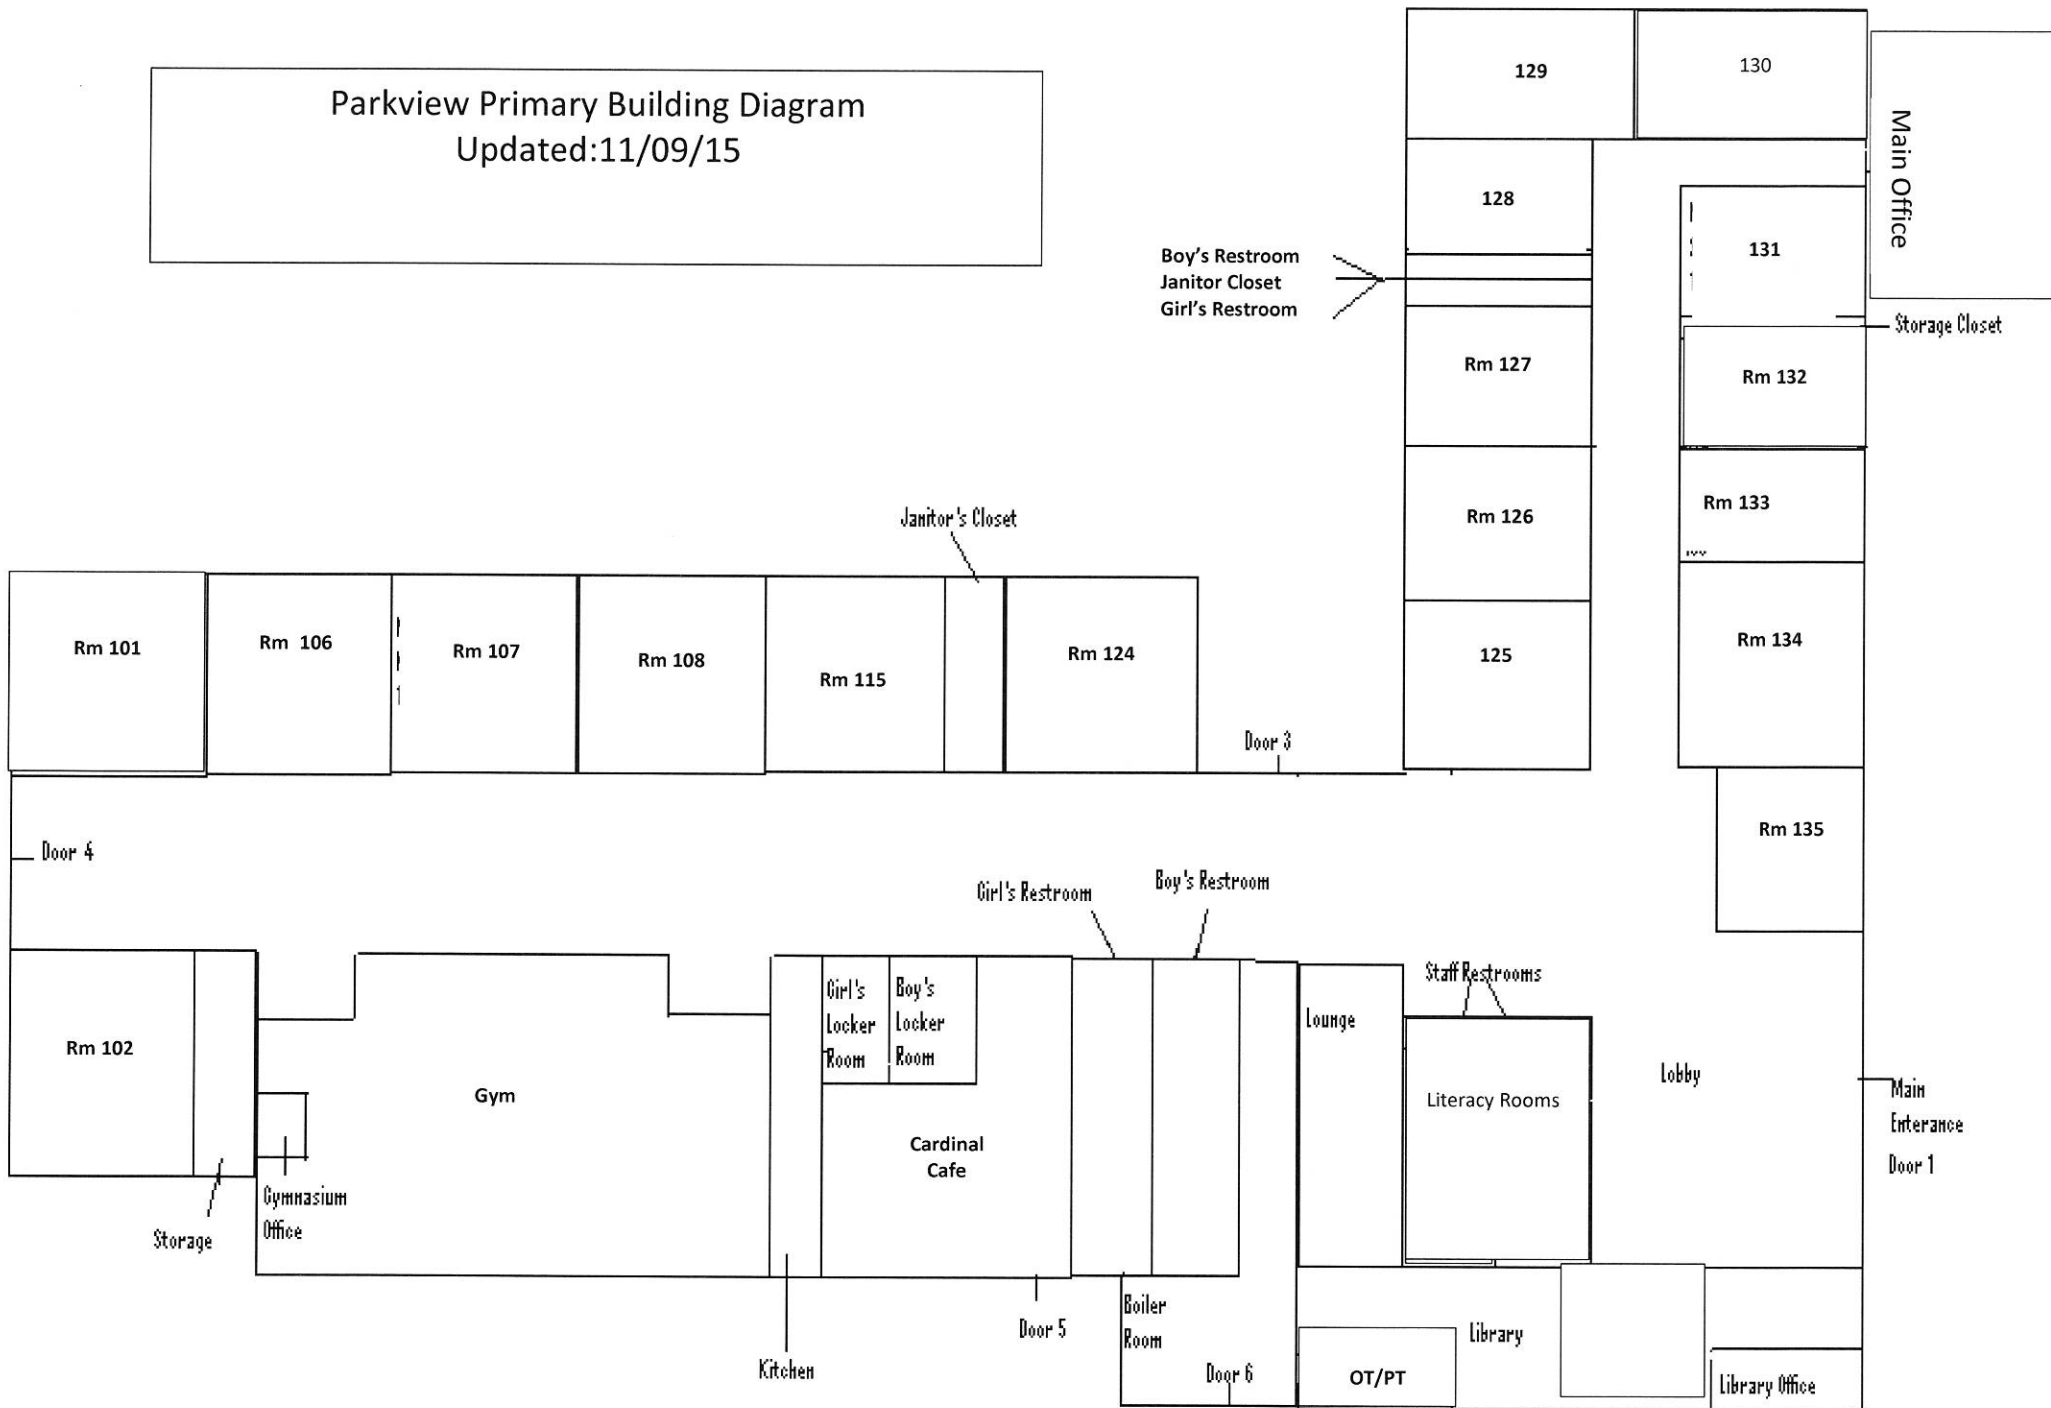 Parkview Primary Building Diagram
Updated:11/09/15
129
130
Main Office
128
131
Boy's Restroom
Janitor Closet
Girl's Restroom
Storage Closet
Rm 127
Rm 132
Rm 133
Rm 126
Janitor's Closet
Rm 101
Rm 106
Rm 107
Rm 108
Rm 115
Rm 124
125
Rm 134
Door 3
Rm 135
Door 4
Girl's Restroom
Boy's Restroom
Staff Restrooms
Girl's
Locker
Room
Boy's
Locker
Room
Lounge
Rm 102
Gym
Lobby
Literacy Rooms
Main
Enterance
Door 1
Cardinal
Cafe
Gymnasium
Office
Storage
Boiler
Room
Door 5
Library
Kitchen
Door 6
OT/PT
Library Office